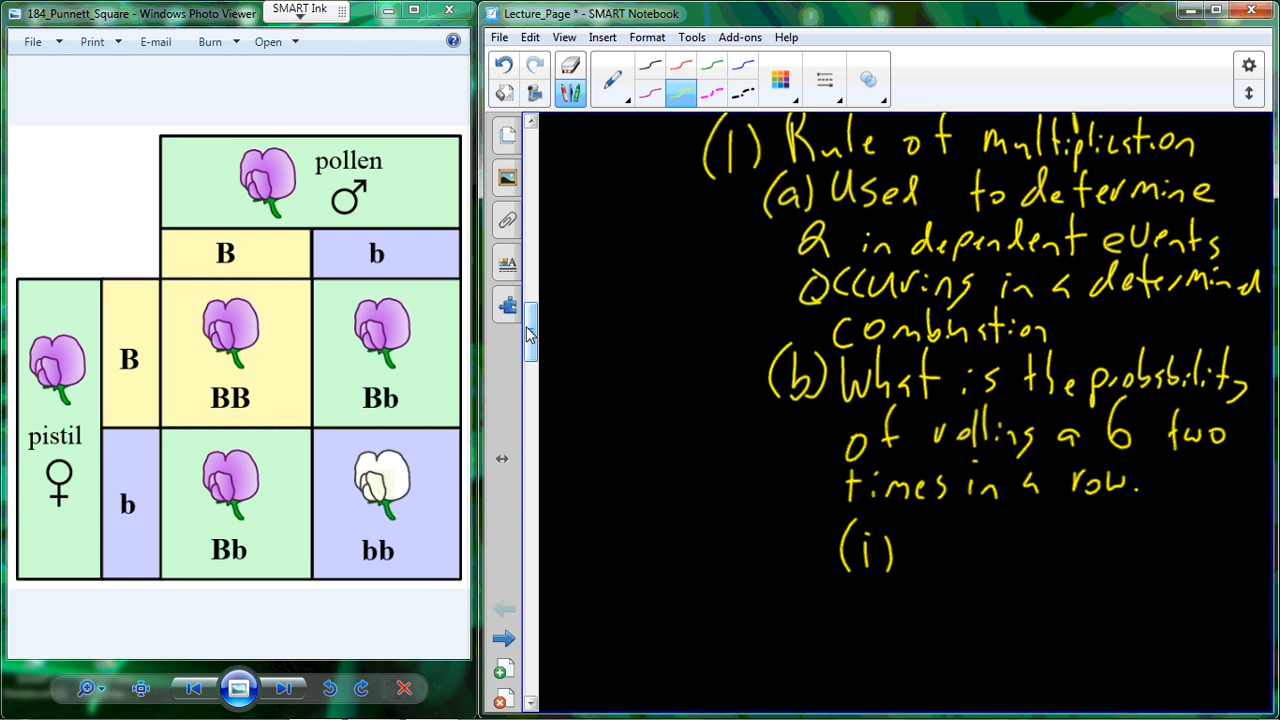 184_Punnett_Square - Windows Photo Viewer
SMART Ink
File Print E-mail Burn Open
pollen
♂
B b
B
BB Bb
pistil
♀
b
Bb bb
Lecture_Page * - SMART Notebook
File Edit View Insert Format Tools Add-ons Help
(1) Rule of multiplication
(a) Used to determine
2 independent events
Occuring in a determined
combination
(b) What is the probability
of rolling a 6 two
times in a row.
(i)